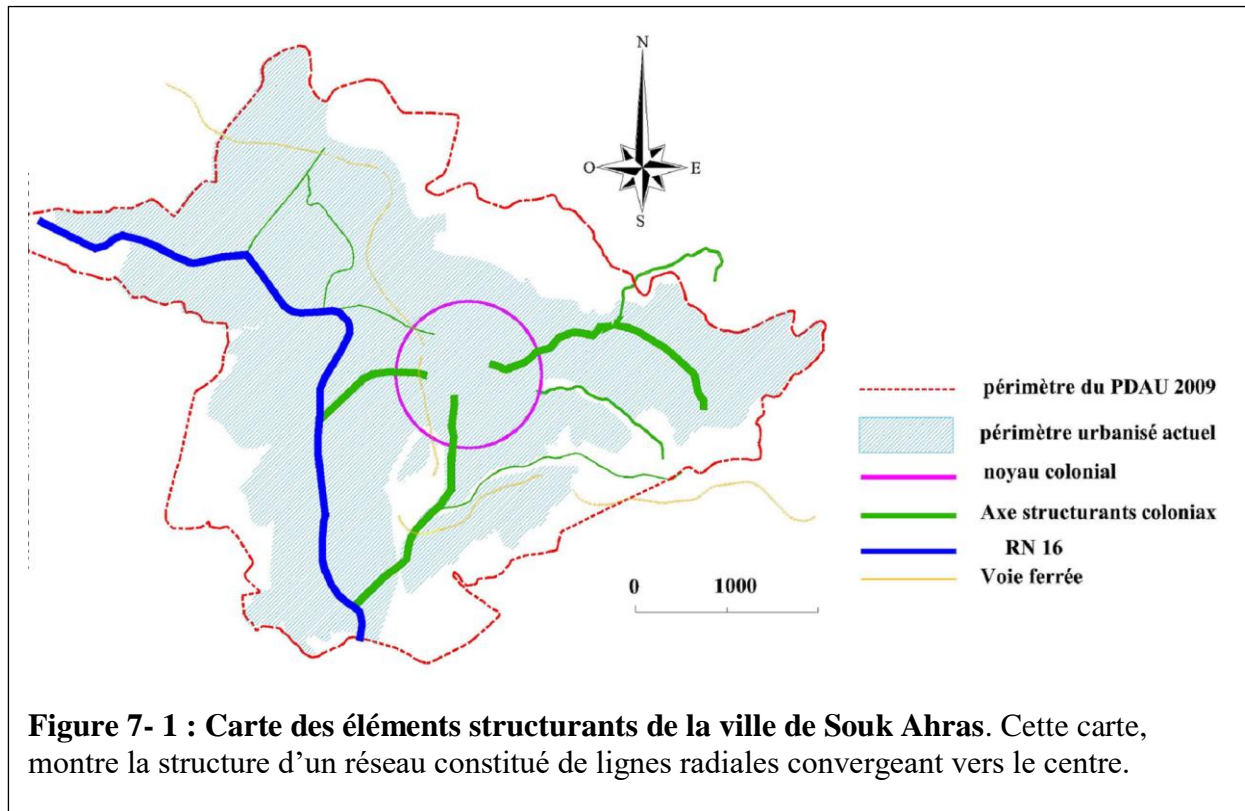 N
O
E
S
périmètre du PDAU 2009
périmètre urbanisé actuel
noyau colonial
Axe structurants coloniax
RN 16
Voie ferrée
0 1000
Figure 7- 1 : Carte des éléments structurants de la ville de Souk Ahras. Cette carte,
montre la structure d’un réseau constitué de lignes radiales convergeant vers le centre.